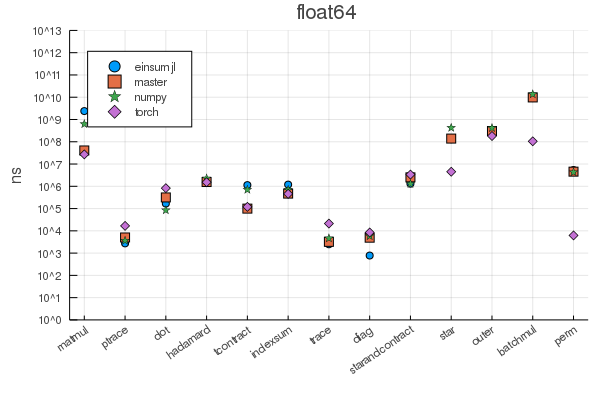 float64
10^13
10^12
10^11
10^10
10^9
10^8
10^7
10^6
10^5
10^4
10^3
10^2
10^1
10^0
ns
einsumjl
master
numpy
torch
matmul
ptrace
dot
hadamard
tcontract
indexsum
trace
diag
starandcontract
star
outer
batchmul
perm